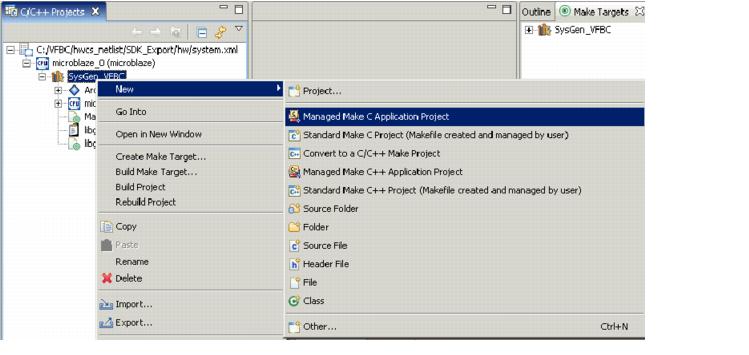 C/C++ Projects
Outline
Make Targets
C:/VFBC/hwcs_netlist/SDK_Export/hw/system.xml
microblaze_0 (microblaze)
SysGen_VFBC
SysGen_VFBC
Arc
mic
Ma
libg
libg
New
Go Into
Open in New Window
Create Make Target...
Build Make Target...
Build Project
Rebuild Project
Copy
Paste
Rename
Delete
Import...
Export...
Project...
Managed Make C Application Project
Standard Make C Project (Makefile created and managed by user)
Convert to a C/C++ Make Project
Managed Make C++ Application Project
Standard Make C++ Project (Makefile created and managed by user)
Source Folder
Folder
Source File
Header File
File
Class
Other...
Ctrl+N